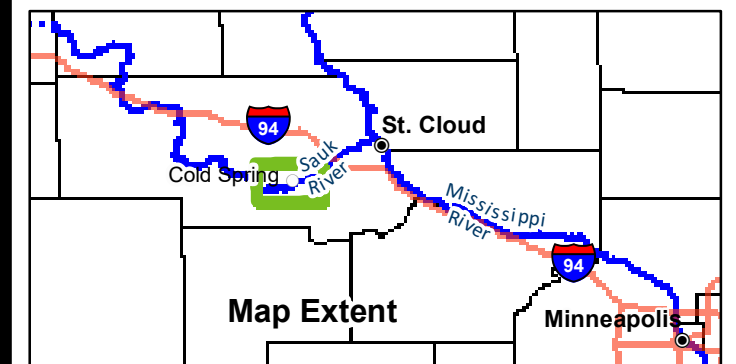 94
St. Cloud
Sauk
River
Cold Spring
Mississippi
River
94
Map Extent
Minneapolis